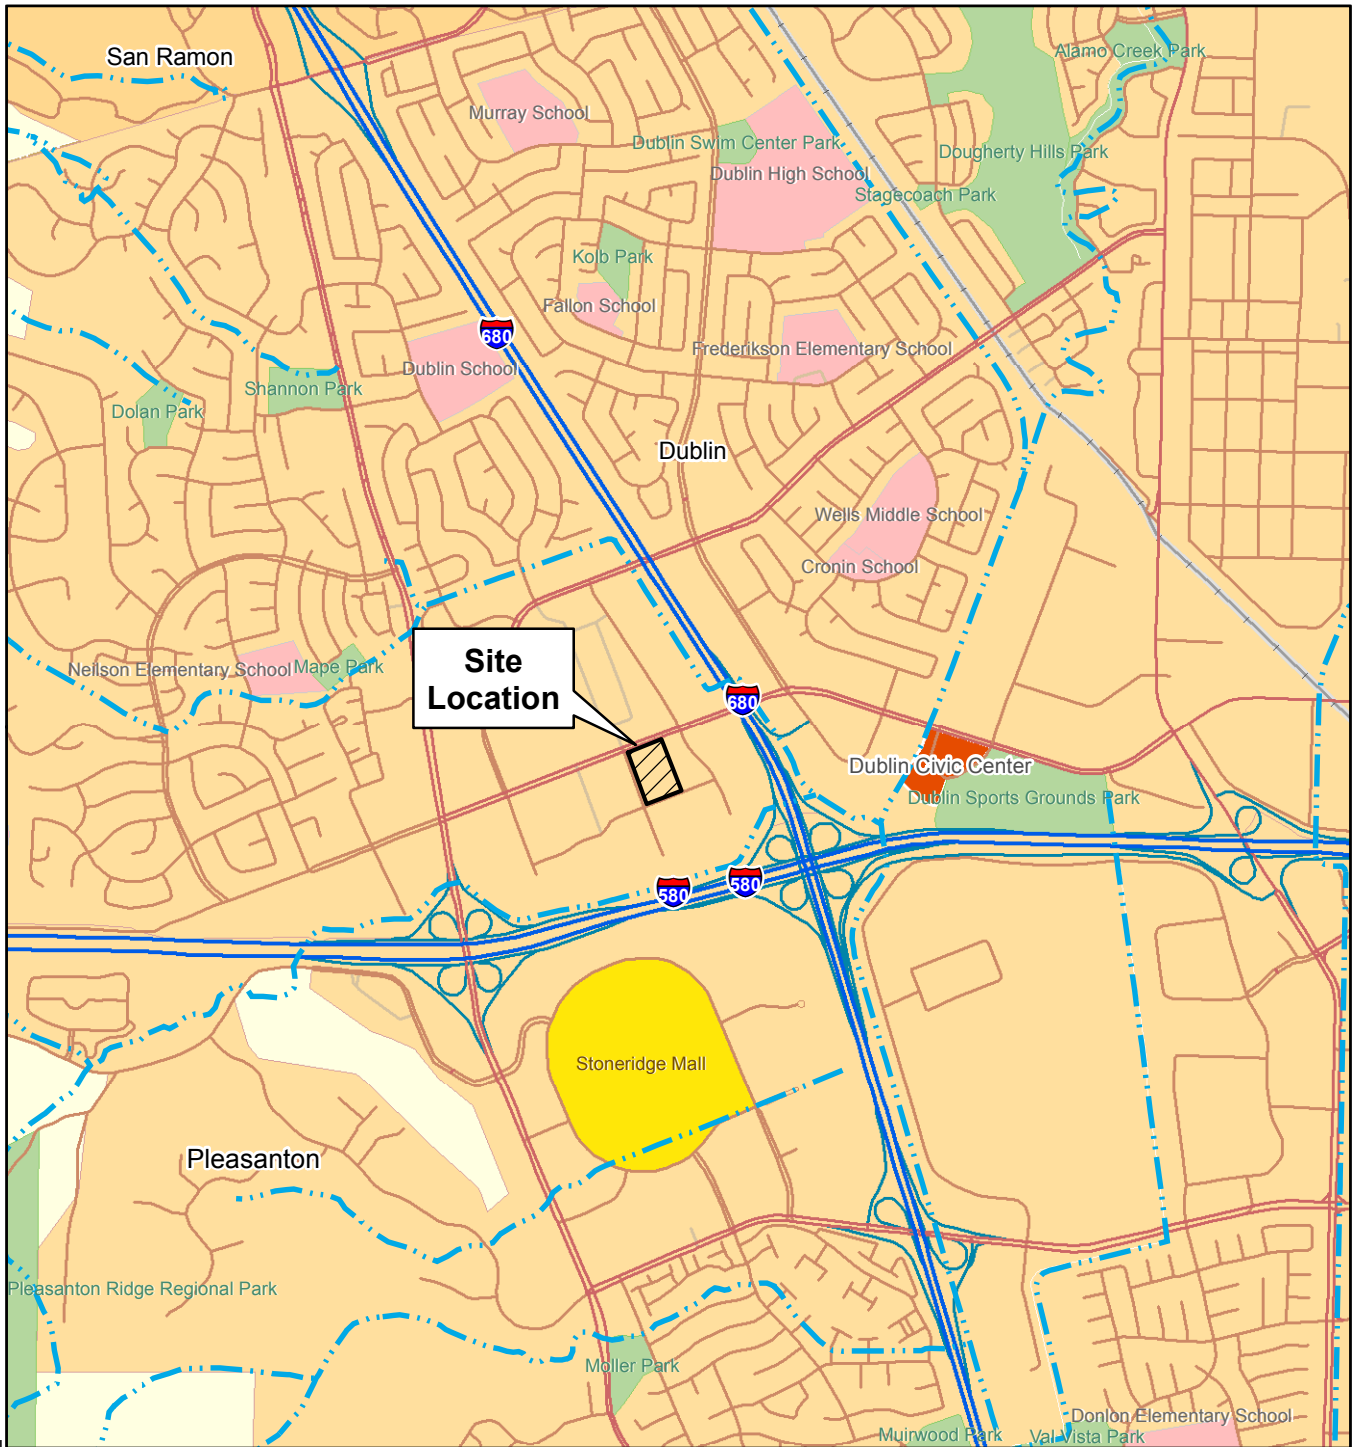 San Ramon
Alamo Creek Park
Murray School
Dublin Swim Center Park
Dougherty Hills Park
Dublin High School
Stagecoach Park
Kolb Park
Fallon School
680
Frederikson Elementary School
Dublin School
Shannon Park
Dolan Park
Dublin
Wells Middle School
Cronin School
Site
Location
Neilson Elementary School
Mape Park
680
Dublin Civic Center
Dublin Sports Grounds Park
580
580
Stoneridge Mall
Pleasanton
Pleasanton Ridge Regional Park
Moller Park
Donlon Elementary School
Muirwood Park
Val Vista Park